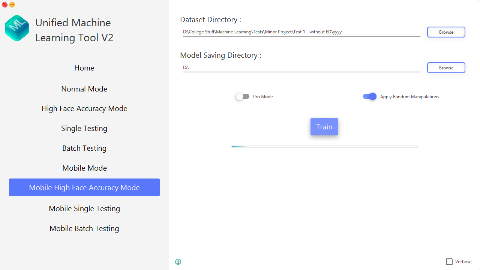 Unified Machine
Learning Tool V2
Home
Normal Mode
High Face Accuracy Mode
Single Testing
Batch Testing
Mobile Mode
Mobile High Face Accuracy Mode
Mobile Single Testing
Mobile Batch Testing
Dataset Directory :
Browse
Model Saving Directory :
Browse
Pro Mode
Apply Random Manipulations
Train
Verbose